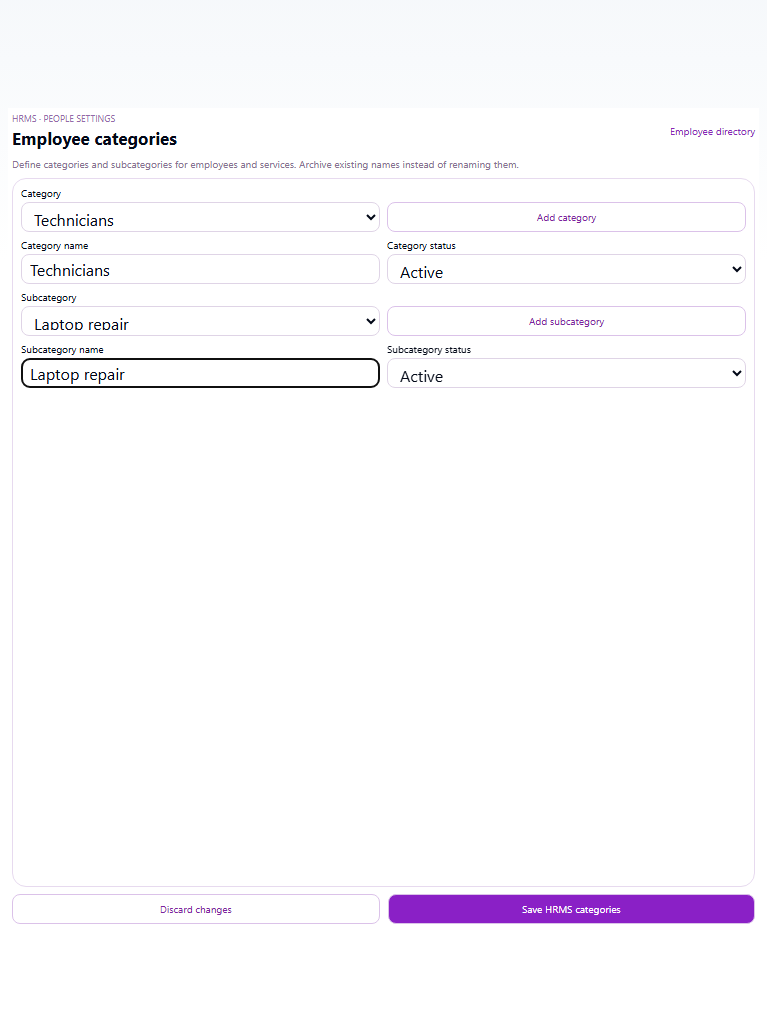 HRMS · PEOPLE SETTINGS
Employee categories
Employee directory
Define categories and subcategories for employees and services. Archive existing names instead of renaming them.
Category
Technicians
Add category
Category name
Category status
Technicians
Active
Subcategory
Laptop repair
Add subcategory
Subcategory name
Subcategory status
Laptop repair
Active
Discard changes
Save HRMS categories